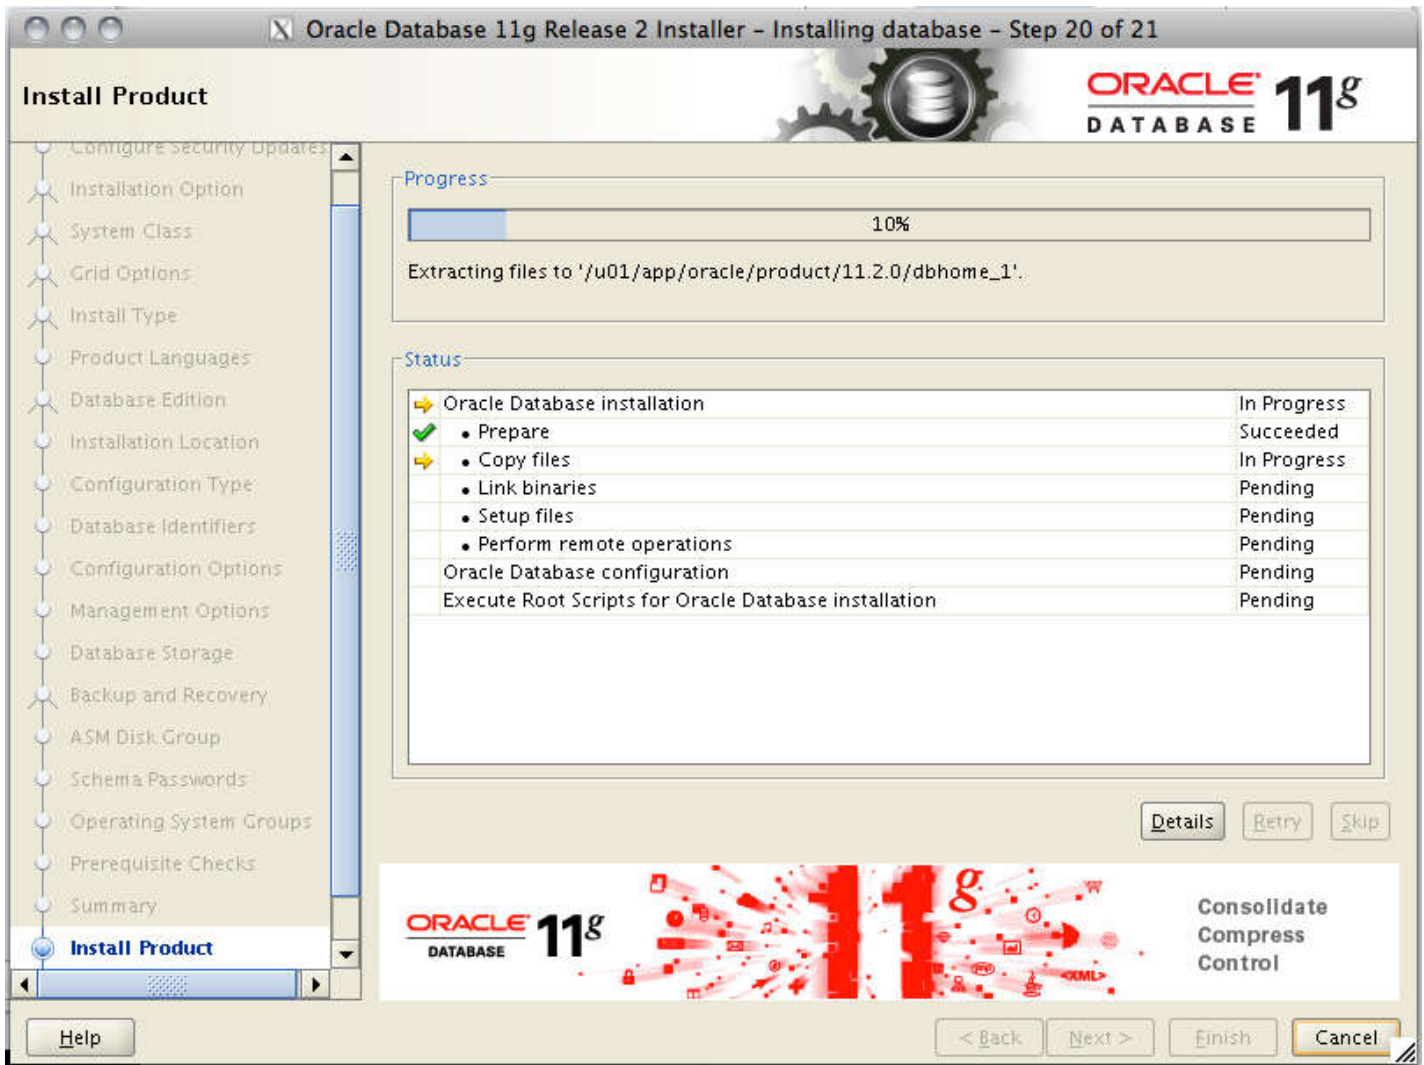 Oracle Database 11g Release 2 Installer – Installing database – Step 20 of 21
Install Product
ORACLE DATABASE 11g
Configure Security Updates
Installation Option
System Class
Grid Options
Install Type
Product Languages
Database Edition
Installation Location
Configuration Type
Database Identifiers
Configuration Options
Management Options
Database Storage
Backup and Recovery
ASM Disk Group
Schema Passwords
Operating System Groups
Prerequisite Checks
Summary
Install Product
Progress
10%
Extracting files to '/u01/app/oracle/product/11.2.0/dbhome_1'.
Status
Oracle Database installation In Progress
• Prepare Succeeded
• Copy files In Progress
• Link binaries Pending
• Setup files Pending
• Perform remote operations Pending
Oracle Database configuration Pending
Execute Root Scripts for Oracle Database installation Pending
Details Retry Skip
ORACLE DATABASE 11g
11g
<XML>
Consolidate
Compress
Control
Help < Back Next > Finish Cancel